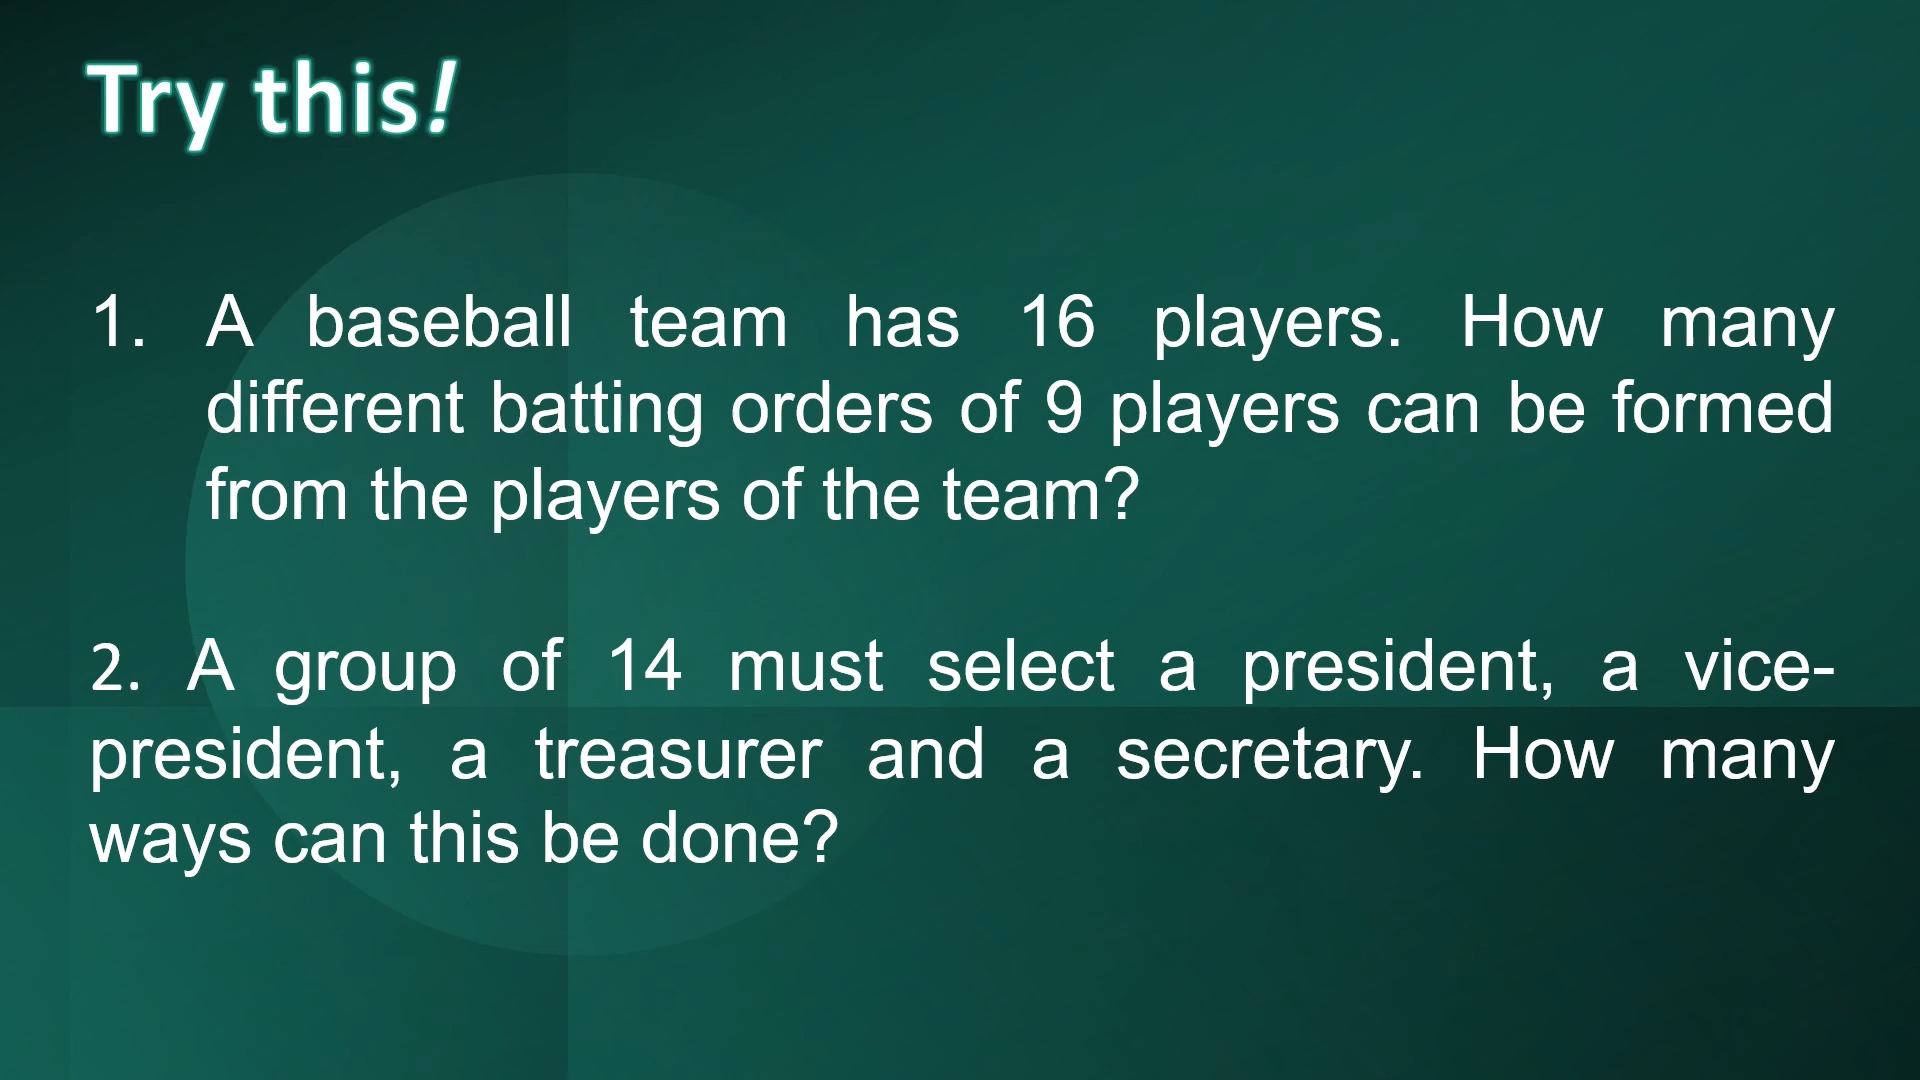 Try this!
1. A baseball team has 16 players. How many
different batting orders of 9 players can be formed
from the players of the team?
2. A group of 14 must select a president, a vice-
president, a treasurer and a secretary. How many
ways can this be done?